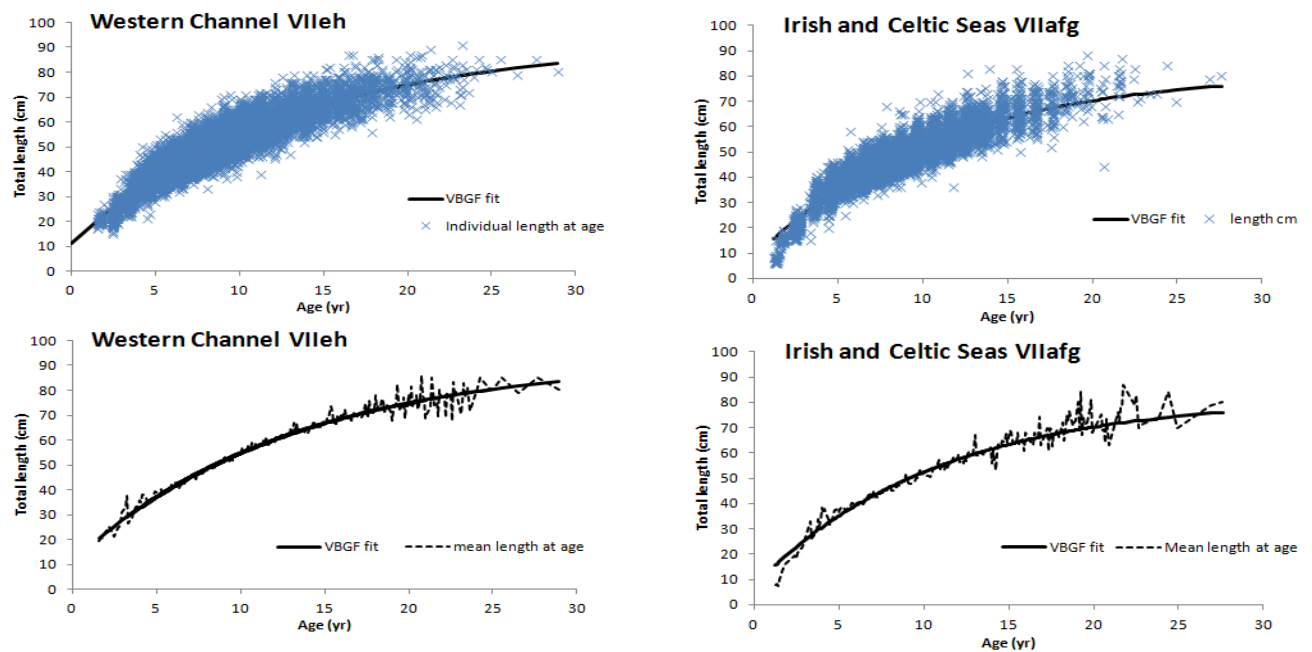 Western Channel VIIeh
Total length (cm)
100
90
80
70
60
50
40
30
20
10
0
VBGF fit
Individual length at age
0 5 10 15 20 25 30
Age (yr)
Irish and Celtic Seas VIIafg
Total length (cm)
100
90
80
70
60
50
40
30
20
10
0
VBGF fit length cm
0 5 10 15 20 25 30
Age (yr)
Western Channel VIIeh
Total length (cm)
100
90
80
70
60
50
40
30
20
10
0
VBGF fit mean length at age
0 5 10 15 20 25 30
Age (yr)
Irish and Celtic Seas VIIafg
Total length (cm)
100
90
80
70
60
50
40
30
20
10
0
VBGF fit Mean length at age
0 5 10 15 20 25 30
Age (yr)